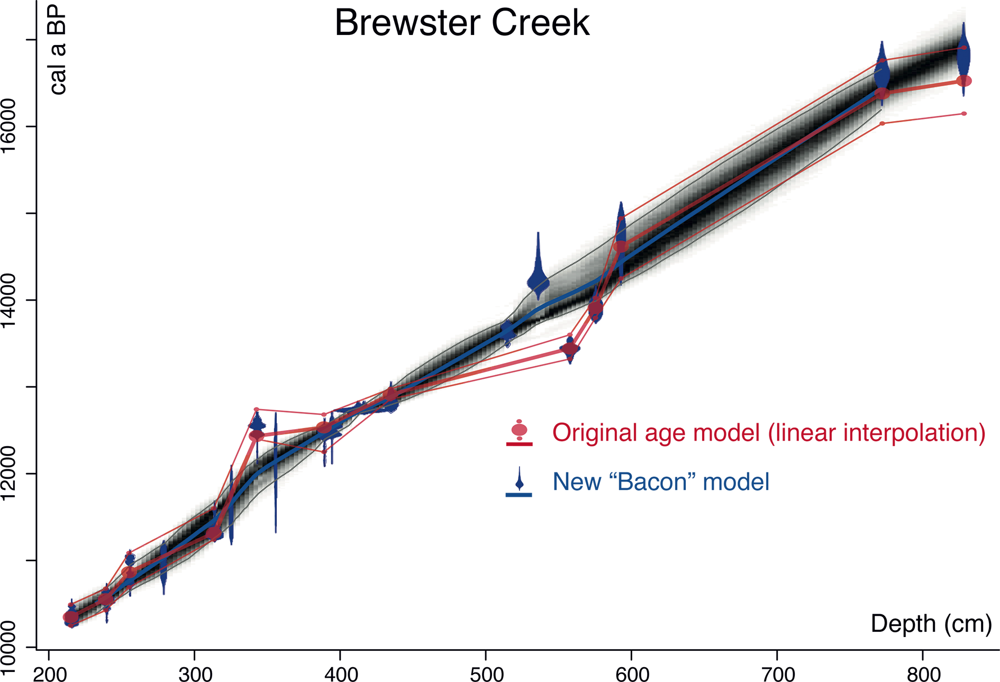 Brewster Creek
cal a BP
16000
14000
12000
10000
Original age model (linear interpolation)
New “Bacon” model
Depth (cm)
200 300 400 500 600 700 800